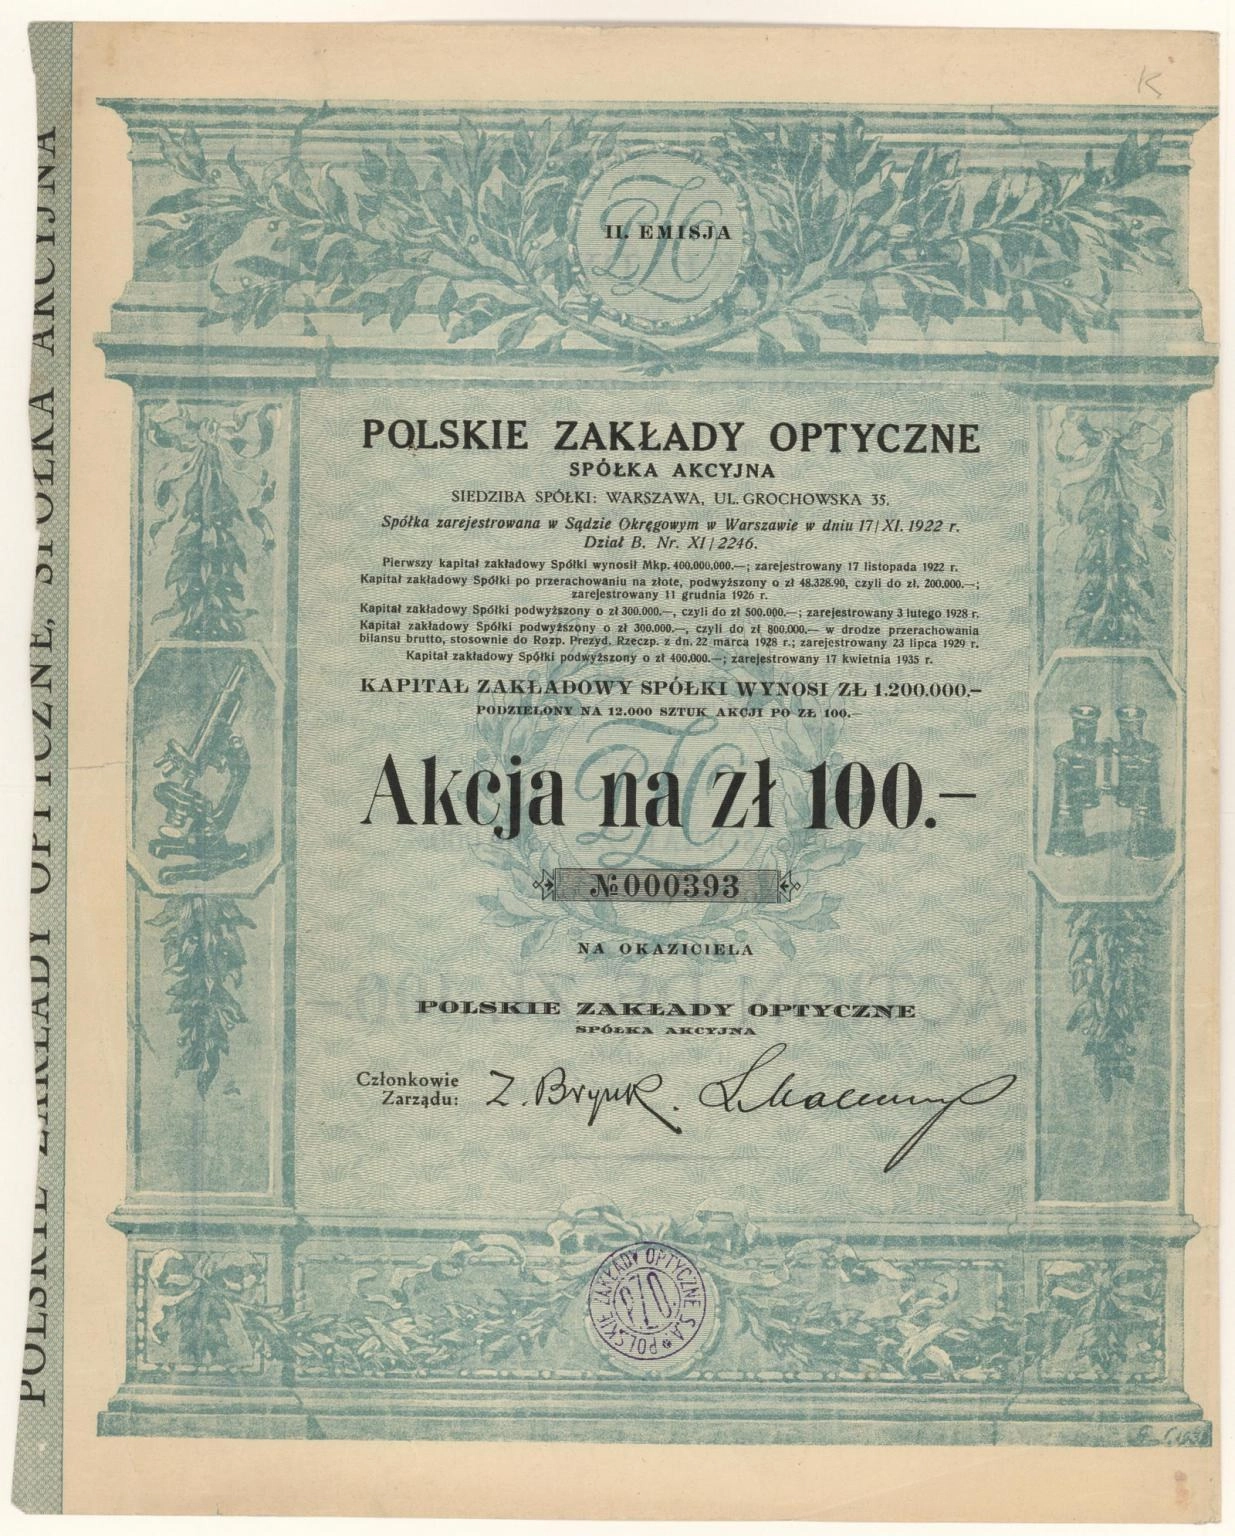 K
II. EMISJA
POLSKIE ZAKŁADY OPTYCZNE
SPÓŁKA AKCYJNA
SIEDZIBA SPÓŁKI: WARSZAWA, UL. GROCHOWSKA 35.
Spółka zarejestrowana w Sądzie Okręgowym w Warszawie w dniu 17/XI. 1922 r.
Dział B. Nr. XI/2246.
Pierwszy kapitał zakładowy Spółki wynosił Mkp. 400.000.000.—; zarejestrowany 17 listopada 1922 r.
Kapitał zakładowy Spółki po przerachowaniu na złote, podwyższony o zł 48.328.90, czyli do zł. 200.000.—;
zarejestrowany 11 grudnia 1926 r.
Kapitał zakładowy Spółki podwyższony o zł 300.000.—, czyli do zł 500.000.—; zarejestrowany 3 lutego 1928 r.
Kapitał zakładowy Spółki podwyższony o zł 300.000.—, czyli do zł 800.000.— w drodze przerachowania
bilansu brutto, stosownie do Rozp. Prezyd. Rzeczp. z dn. 22 marca 1928 r.; zarejestrowany 23 lipca 1929 r.
Kapitał zakładowy Spółki podwyższony o zł 400.000.—; zarejestrowany 17 kwietnia 1935 r.
KAPITAŁ ZAKŁADOWY SPÓŁKI WYNOSI ZŁ 1.200.000.—
PODZIELONY NA 12.000 SZTUK AKCJI PO ZŁ 100.—
Akcja na zł 100.—
№ 000393
NA OKAZICIELA
POLSKIE ZAKŁADY OPTYCZNE
SPÓŁKA AKCYJNA
Członkowie
Zarządu:
Z. Brynk.
POLSKIE ZAKŁADY OPTYCZNE S.A.
PZO.
POLSKIE ZAKŁADY OPTYCZNE, SPÓŁKA AKCYJNA